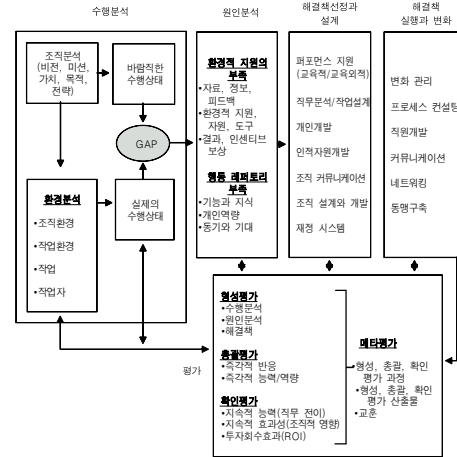 수행분석
원인분석
해결책선정과
설계
해결책
실행과 변화
조직분석
(비전, 미션,
가치, 목적,
전략)
바람직한
수행상태
GAP
환경분석
•조직환경
•작업환경
•작업
•작업자
실제의
수행상태
환경적 지원의
부족
•자료, 정보,
피드백
•환경적 지원,
자원, 도구
•결과, 인센티브
보상
행동 레퍼토리
부족
•기능과 지식
•개인역량
•동기와 기대
퍼포먼스 지원
(교육적/교육외적)
직무분석/작업설계
개인개발
인적자원개발
조직 커뮤니케이션
조직 설계와 개발
재정 시스템
변화 관리
프로세스 컨설팅
직원개발
커뮤니케이션
네트워킹
동맹구축
평가
형성평가
•수행분석
•원인분석
•해결책
총괄평가
•즉각적 반응
•즉각적 능력/역량
확인평가
•지속적 능력(직무 전이)
•지속적 효과성(조직적 영향)
•투자회수효과(ROI)
메타평가
•형성, 총괄, 확인
평가 과정
•형성, 총괄, 확인
평가 산출물
•교훈